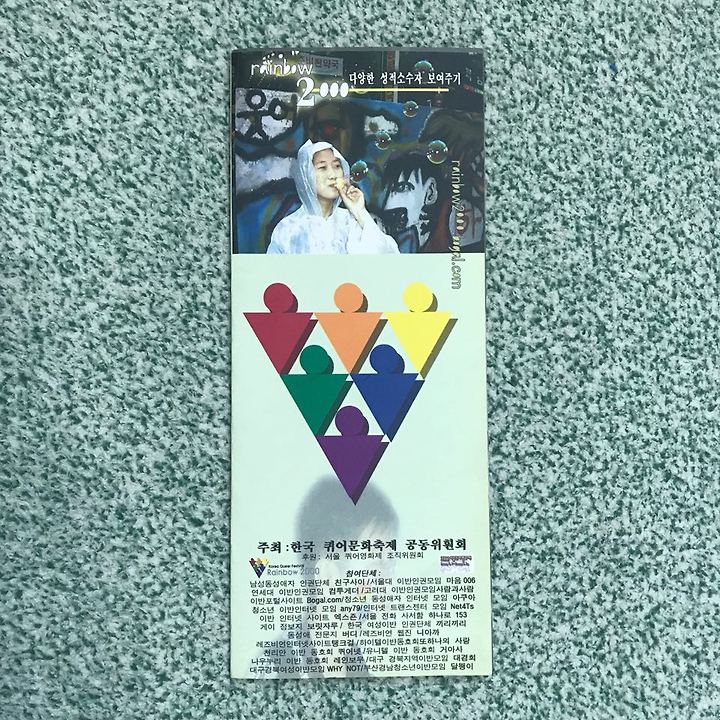 rainbow
2000
다양한 성적소수자 보여주기
rainbow2000.bogal.com
주최 : 한국 퀴어문화축제 공동위원회
후원 : 서울 퀴어영화제 조직위원회
Korea Queer Festival
Rainbow 2000
참여단체 :
남성동성애자 인권단체 친구사이/서울대 이반인권모임 마음 006
연세대 이반인권모임 컴투게더/고려대 이반인권모임사람과사람
이반포털사이트 Bogal.com/청소년 동성애자 인터넷 모임 아쿠아
청소년 이반인터넷 모임 any79/인터넷 트랜스젠더 모임 Net4Ts
이반 인터넷 사이트 엑스존/서울 전화 사서함 하나로 153
게이 정보지 보릿자루/ 한국 여성이반 인권단체 끼리끼리
동성애 전문지 버디/레즈비언 웹진 니아까
레즈비언인터넷사이트탱크걸/하이텔이반동호회또하나의 사랑
천리안 이반 동호회 퀴어넷/유니텔 이반 동호회 거아사
나우누리 이반 동호회 레인보우/대구 경북지역이반모임 대경회
대구경북여성이반모임 WHY NOT/부산경남청소년이반모임 달팽이